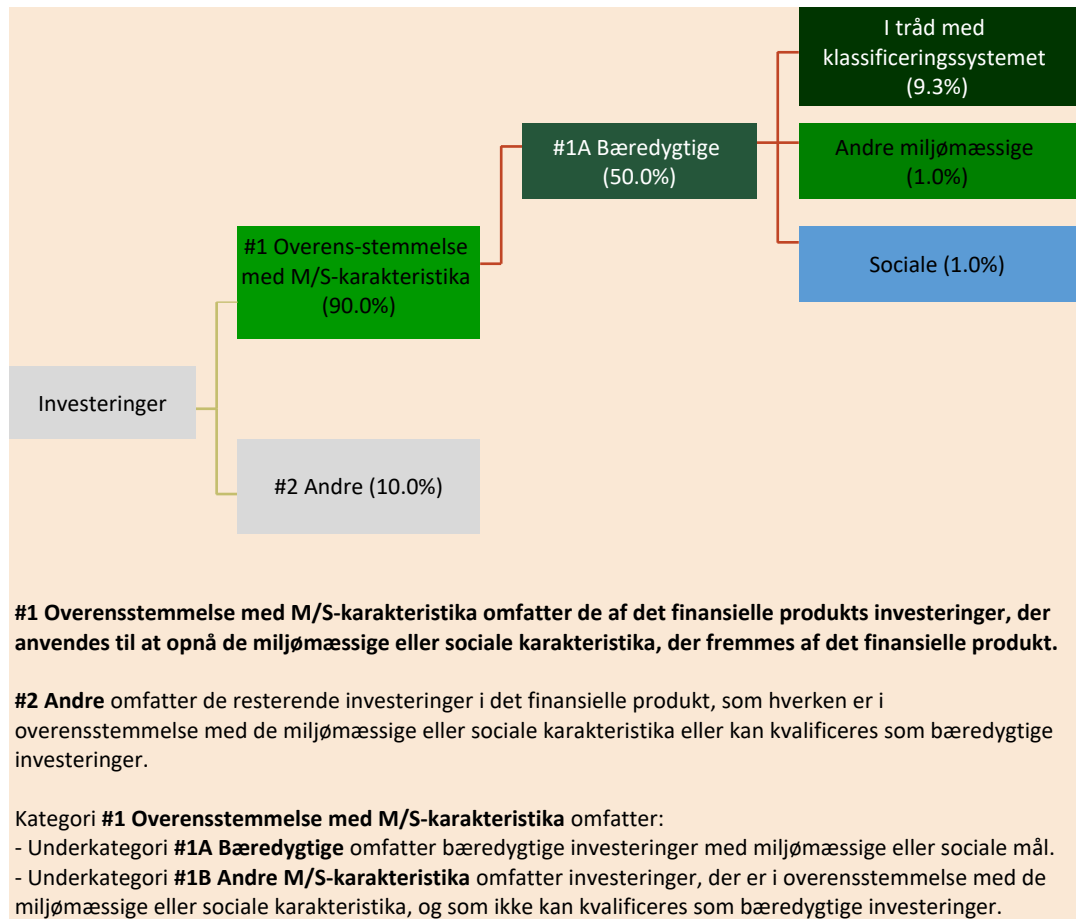 I tråd med
klassificeringssystemet
(9.3%)
#1A Bæredygtige
(50.0%)
Andre miljømæssige
(1.0%)
#1 Overens-stemmelse
med M/S-karakteristika
(90.0%)
Sociale (1.0%)
Investeringer
#2 Andre (10.0%)
#1 Overensstemmelse med M/S-karakteristika omfatter de af det finansielle produkts investeringer, der
anvendes til at opnå de miljømæssige eller sociale karakteristika, der fremmes af det finansielle produkt.
#2 Andre omfatter de resterende investeringer i det finansielle produkt, som hverken er i
overensstemmelse med de miljømæssige eller sociale karakteristika eller kan kvalificeres som bæredygtige
investeringer.
Kategori #1 Overensstemmelse med M/S-karakteristika omfatter:
- Underkategori #1A Bæredygtige omfatter bæredygtige investeringer med miljømæssige eller sociale mål.
- Underkategori #1B Andre M/S-karakteristika omfatter investeringer, der er i overensstemmelse med de
miljømæssige eller sociale karakteristika, og som ikke kan kvalificeres som bæredygtige investeringer.